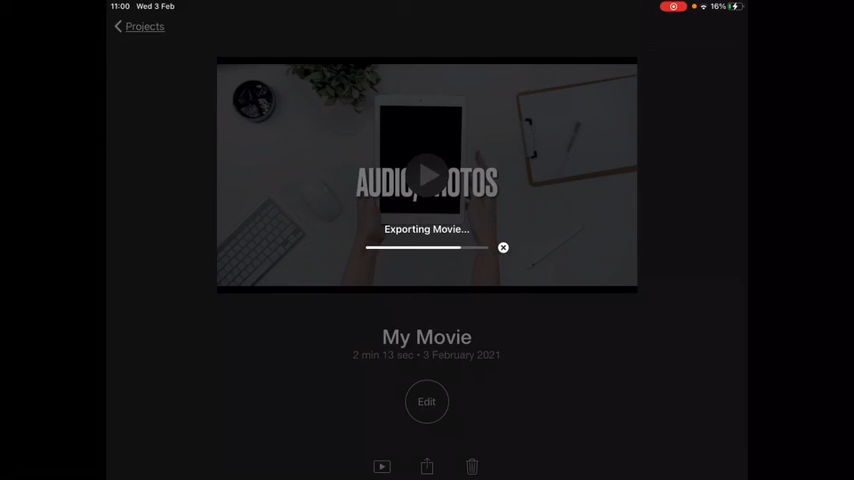 11:00 Wed 3 Feb
16%
Projects
AUDIO, PHOTOS
Exporting Movie...
My Movie
2 min 13 sec • 3 February 2021
Edit